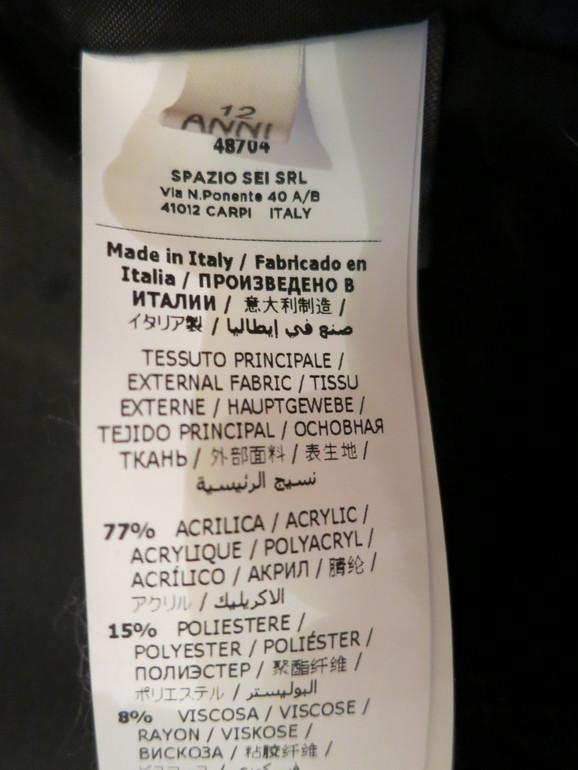 12
ANNI
48704
SPAZIO SEI SRL
Via N.Ponente 40 A/B
41012 CARPI ITALY
Made in Italy / Fabricado en
Italia / ПРОИЗВЕДЕНО В
ИТАЛИИ / 意大利制造 /
イタリア製 / صنع في إيطاليا
TESSUTO PRINCIPALE /
EXTERNAL FABRIC / TISSU
EXTERNE / HAUPTGEWEBE /
TEJIDO PRINCIPAL / ОСНОВНАЯ
ТКАНЬ / 外部面料 / 表生地 /
نسيج الرئيسية
77% ACRILICA / ACRYLIC /
ACRYLIQUE / POLYACRYL /
ACRÍLICO / АКРИЛ / 腈纶 /
アクリル / الاكريليك
15% POLIESTERE /
POLYESTER / POLIÉSTER /
ПОЛИЭСТЕР / 聚酯纤维 /
ポリエステル / البوليستر
8% VISCOSA / VISCOSE /
RAYON / VISKOSE /
ВИСКОЗА / 粘胶纤维 /